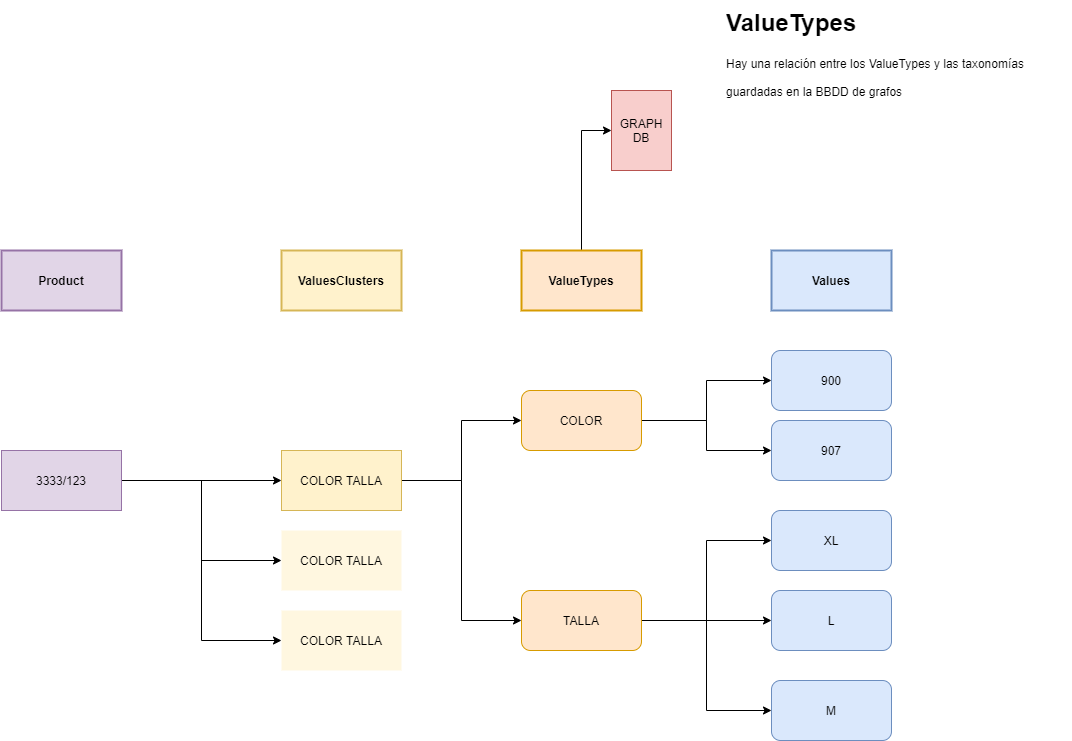 ValueTypes
Hay una relación entre los ValueTypes y las taxonomías
guardadas en la BBDD de grafos
GRAPH
DB
Product
ValuesClusters
ValueTypes
Values
900
COLOR
907
3333/123
COLOR TALLA
XL
COLOR TALLA
TALLA
L
COLOR TALLA
M